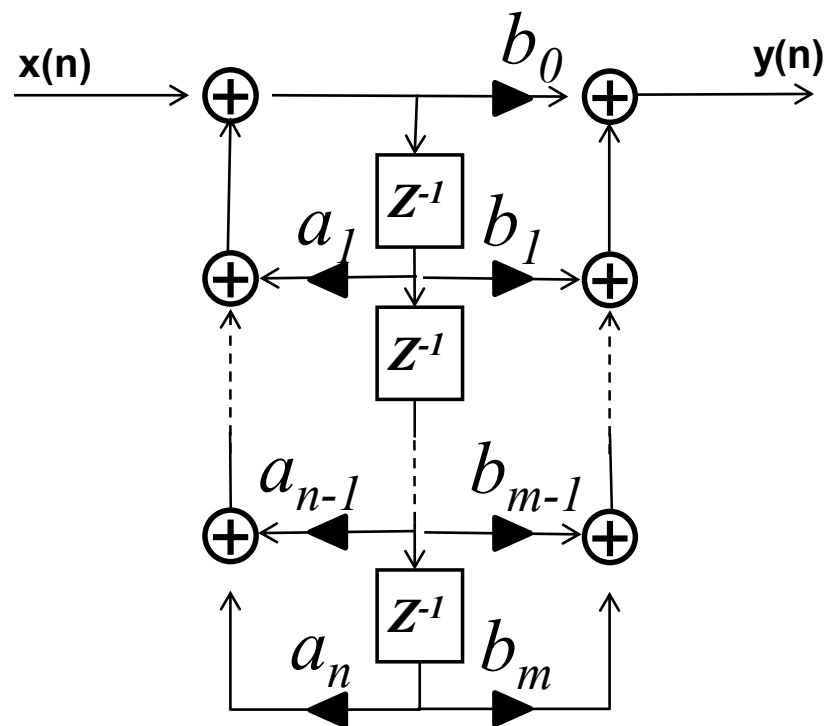 x(n) b₀ y(n)
Z⁻¹
a₁ b₁
Z⁻¹
aₙ₋₁ bₘ₋₁
Z⁻¹
aₙ bₘ